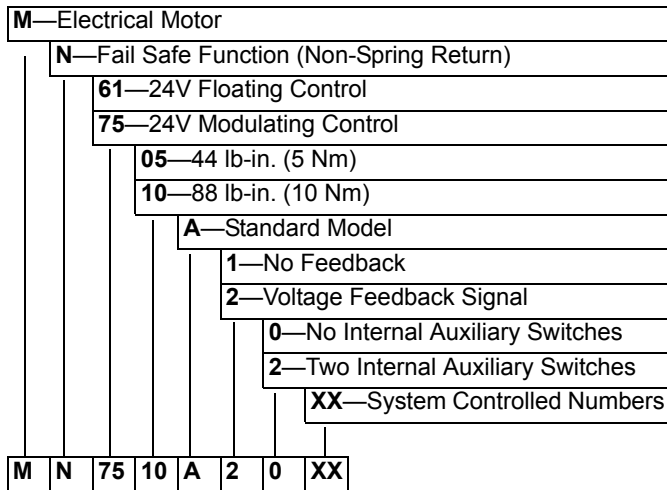 M—Electrical Motor
N—Fail Safe Function (Non-Spring Return)
61—24V Floating Control
75—24V Modulating Control
05—44 lb-in. (5 Nm)
10—88 lb-in. (10 Nm)
A—Standard Model
1—No Feedback
2—Voltage Feedback Signal
0—No Internal Auxiliary Switches
2—Two Internal Auxiliary Switches
XX—System Controlled Numbers
M N 75 10 A 2 0 XX